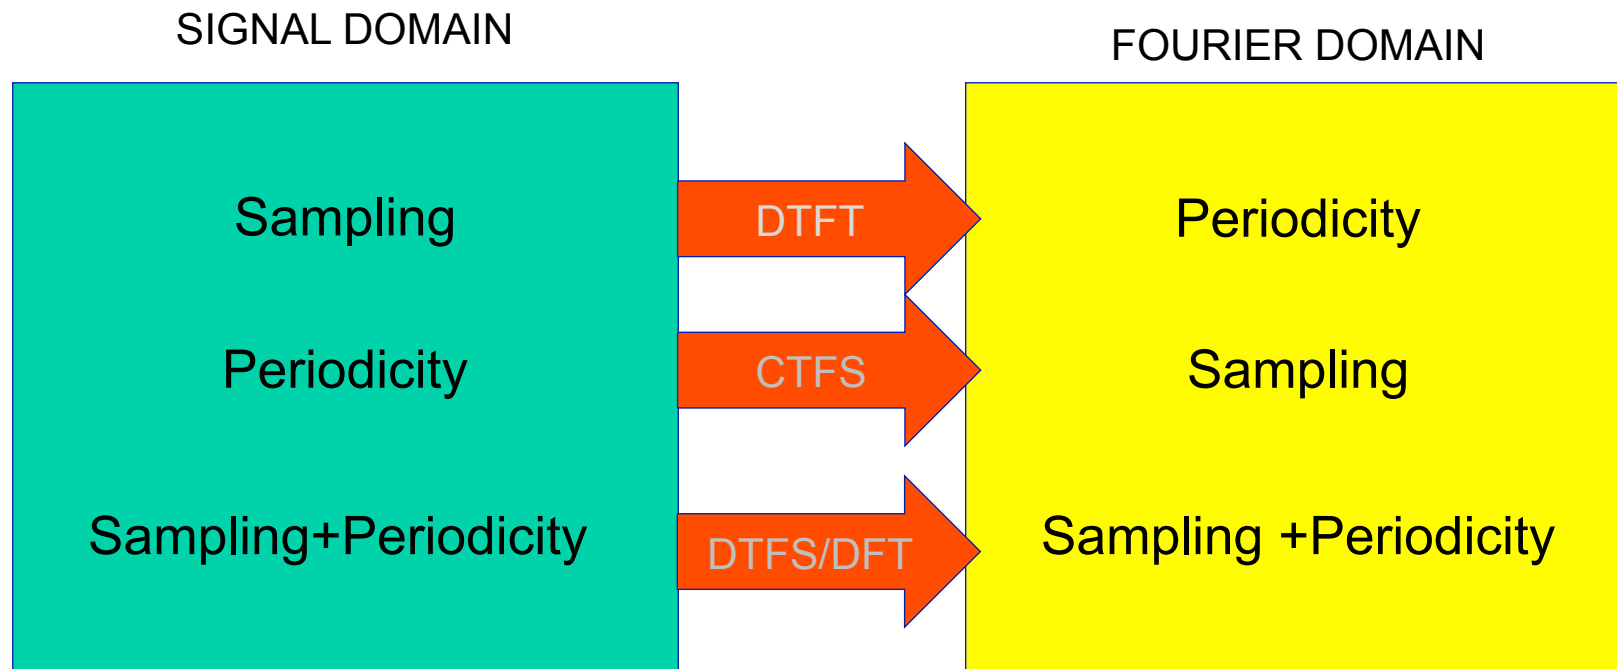 SIGNAL DOMAIN
FOURIER DOMAIN
Sampling
DTFT
Periodicity
Periodicity
CTFS
Sampling
Sampling+Periodicity
DTFS/DFT
Sampling +Periodicity